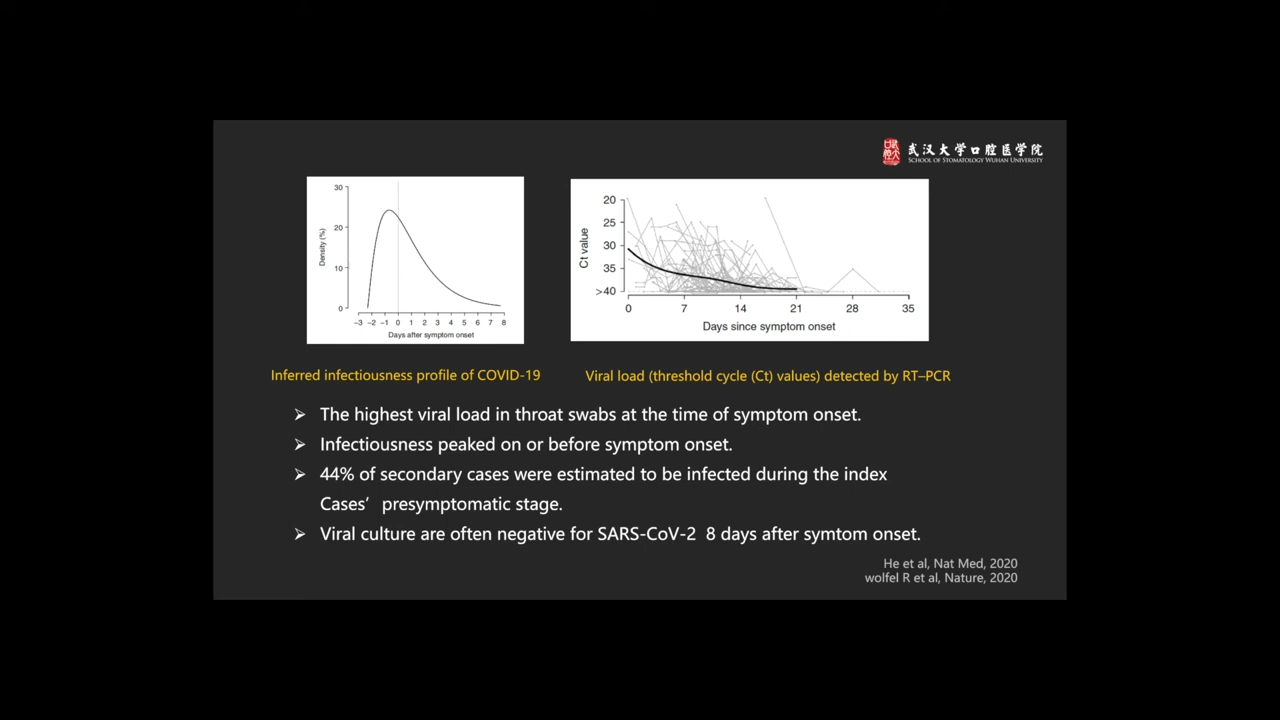 武汉大学口腔医学院
SCHOOL OF STOMATOLOGY WUHAN UNIVERSITY
30
20
10
0
Density (%)
−3 −2 −1 0 1 2 3 4 5 6 7 8
Days after symptom onset
20
25
30
35
>40
Ct value
0 7 14 21 28 35
Days since symptom onset
Inferred infectiousness profile of COVID-19
Viral load (threshold cycle (Ct) values) detected by RT–PCR
➢ The highest viral load in throat swabs at the time of symptom onset.
➢ Infectiousness peaked on or before symptom onset.
➢ 44% of secondary cases were estimated to be infected during the index
Cases’ presymptomatic stage.
➢ Viral culture are often negative for SARS-CoV-2 8 days after symtom onset.
He et al, Nat Med, 2020
wolfel R et al, Nature, 2020